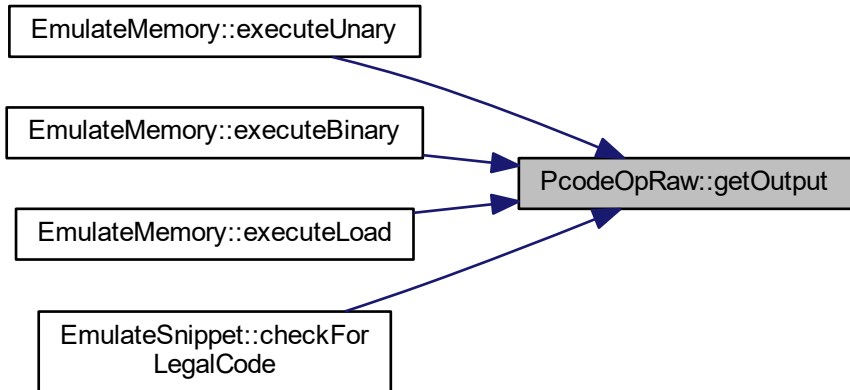 EmulateMemory::executeUnary
EmulateMemory::executeBinary
PcodeOpRaw::getOutput
EmulateMemory::executeLoad
EmulateSnippet::checkFor
LegalCode